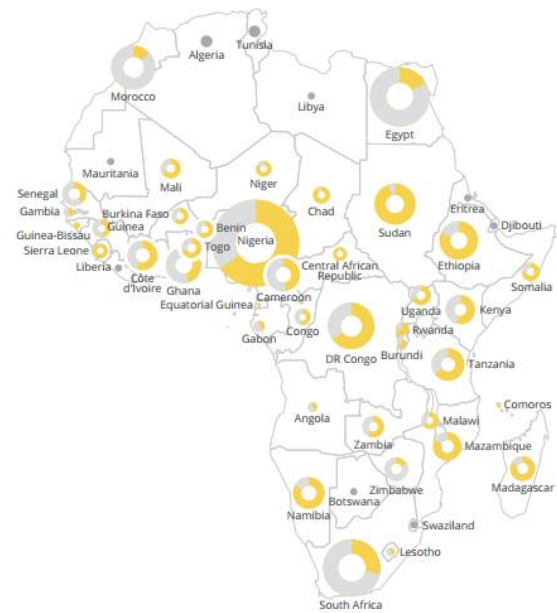 Tunisia
Algeria
Morocco
Libya
Egypt
Mauritania
Mali
Niger
Chad
Sudan
Eritrea
Djibouti
Senegal
Gambia
Guinea-Bissau
Guinea
Sierra Leone
Liberia
Burkina Faso
Benin
Togo
Nigeria
Côte
d'Ivoire
Ghana
Equatorial Guinea
Cameroon
Central African
Republic
Ethiopia
Somalia
Gabon
Congo
DR Congo
Uganda
Kenya
Rwanda
Burundi
Tanzania
Angola
Zambia
Malawi
Comoros
Mazambique
Zimbabwe
Madagascar
Namibia
Botswana
Swaziland
Lesotho
South Africa